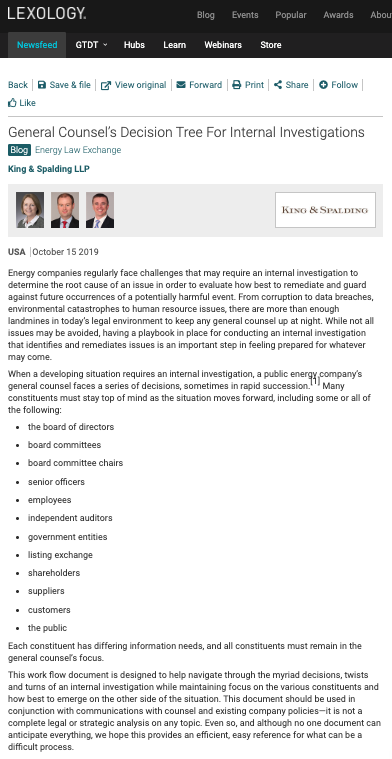 LEXOLOGY.
Blog Events Popular Awards Abou
Newsfeed GTDT Hubs Learn Webinars Store
Back Save & file View original Forward Print Share Follow
Like
General Counsel's Decision Tree For Internal Investigations
Blog Energy Law Exchange
King & Spalding LLP
KING & SPALDING
USA October 15 2019
Energy companies regularly face challenges that may require an internal investigation to
determine the root cause of an issue in order to evaluate how best to remediate and guard
against future occurrences of a potentially harmful event. From corruption to data breaches,
environmental catastrophes to human resource issues, there are more than enough
landmines in today's legal environment to keep any general counsel up at night. While not all
issues may be avoided, having a playbook in place for conducting an internal investigation
that identifies and remediates issues is an important step in feeling prepared for whatever
may come.
When a developing situation requires an internal investigation, a public energy company's
general counsel faces a series of decisions, sometimes in rapid succession.[1] Many
constituents must stay top of mind as the situation moves forward, including some or all of
the following:
• the board of directors
• board committees
• board committee chairs
• senior officers
• employees
• independent auditors
• government entities
• listing exchange
• shareholders
• suppliers
• customers
• the public
Each constituent has differing information needs, and all constituents must remain in the
general counsel's focus.
This work flow document is designed to help navigate through the myriad decisions, twists
and turns of an internal investigation while maintaining focus on the various constituents and
how best to emerge on the other side of the situation. This document should be used in
conjunction with communications with counsel and existing company policies—it is not a
complete legal or strategic analysis on any topic. Even so, and although no one document can
anticipate everything, we hope this provides an efficient, easy reference for what can be a
difficult process.